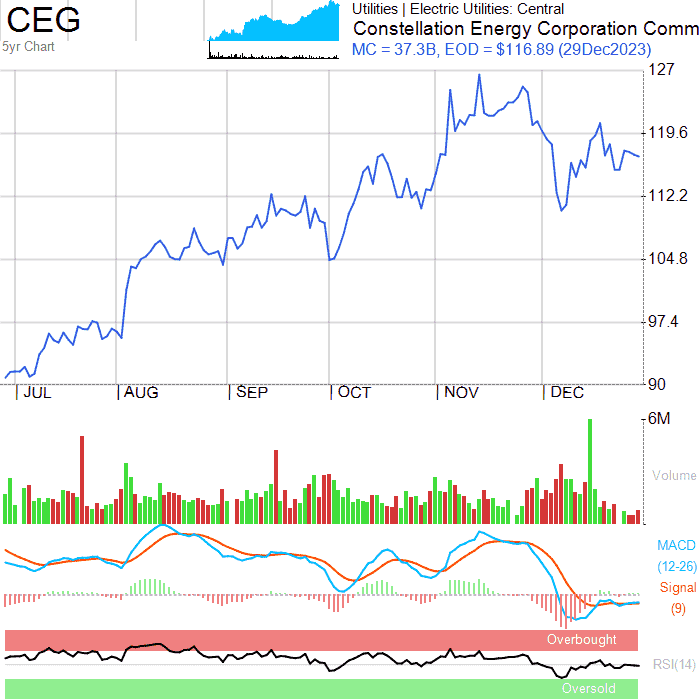 CEG
5yr Chart
Utilities | Electric Utilities: Central
Constellation Energy Corporation Comm
MC = 37.3B, EOD = $116.89 (29Dec2023)
127
119.6
112.2
104.8
97.4
90
JUL AUG SEP OCT NOV DEC
6M
Volume
MACD
(12-26)
Signal
(9)
Overbought
RSI(14)
Oversold